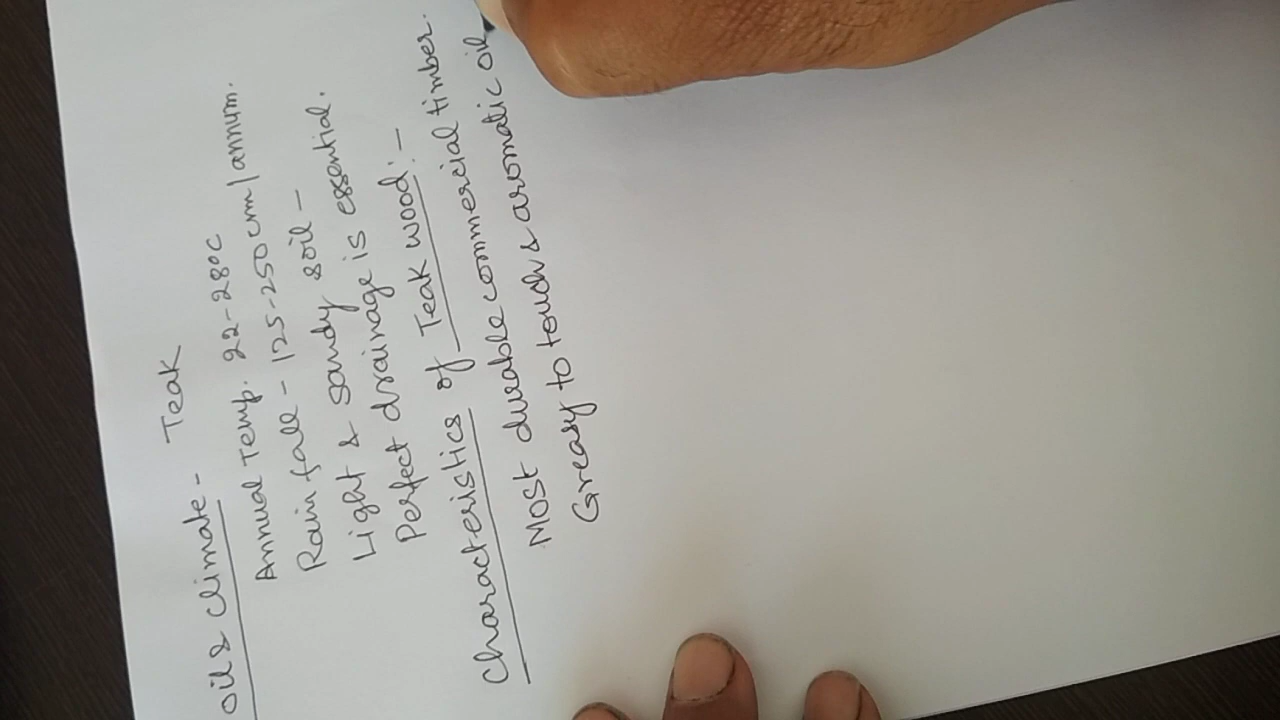 Teak
oil & climate -
Annual Temp. 22-28°C
Rain fall - 125-250 cm/annum.
Light & sandy soil -
Perfect drainage is essential.
Characteristics of Teak wood:-
Most durable commercial timber.
Greasy to touch & aromatic oil